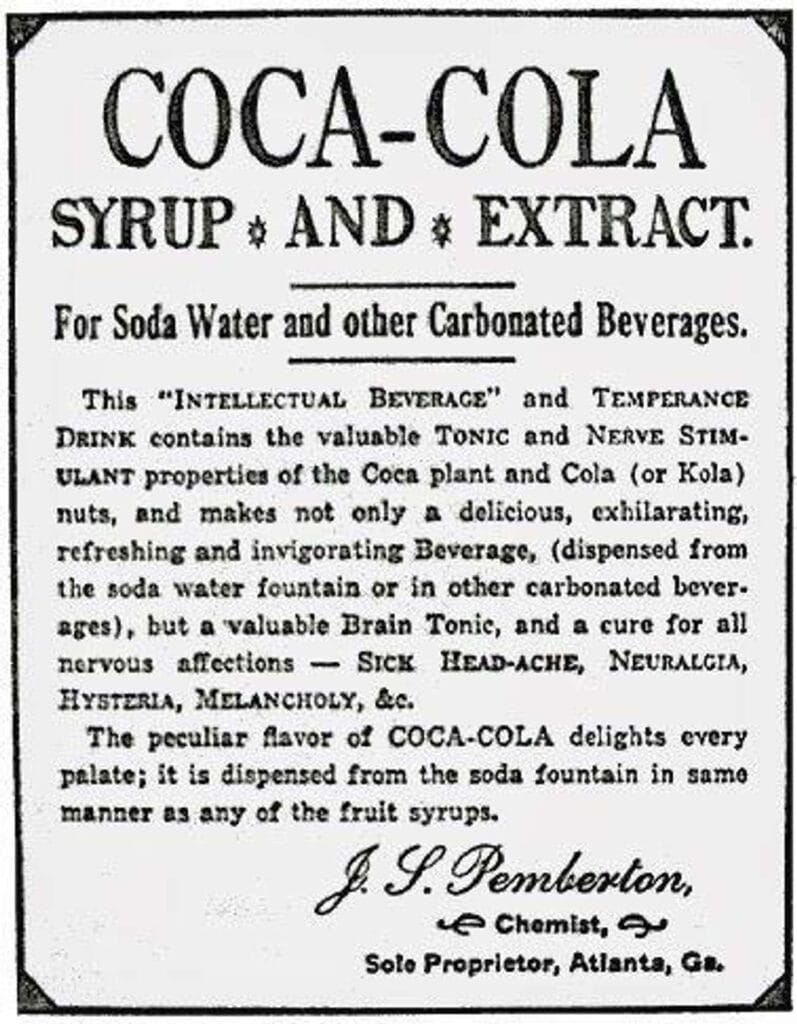 COCA-COLA
SYRUP ✡ AND ✡ EXTRACT.
For Soda Water and other Carbonated Beverages.
This "INTELLECTUAL BEVERAGE" and TEMPERANCE
DRINK contains the valuable TONIC and NERVE STIM-
ULANT properties of the Coca plant and Cola (or Kola)
nuts, and makes not only a delicious, exhilarating,
refreshing and invigorating Beverage, (dispensed from
the soda water fountain or in other carbonated bever-
ages), but a valuable Brain Tonic, and a cure for all
nervous affections — SICK HEAD-ACHE, NEURALGIA,
HYSTERIA, MELANCHOLY, &c.
The peculiar flavor of COCA-COLA delights every
palate; it is dispensed from the soda fountain in same
manner as any of the fruit syrups.
J. S. Pemberton,
Chemist,
Sole Proprietor, Atlanta, Ga.